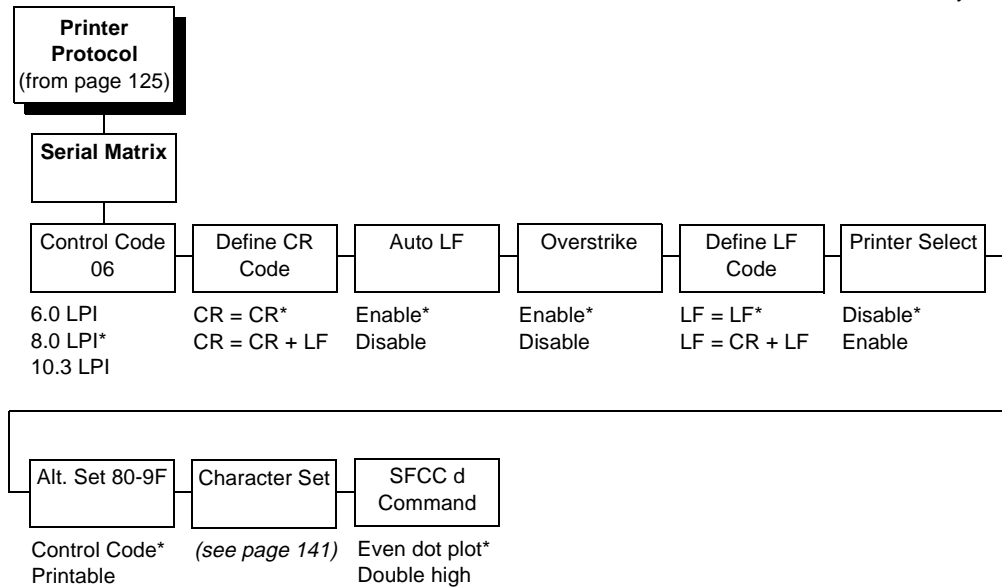 Printer
Protocol
(from page 125)
Serial Matrix
Control Code
06
6.0 LPI
8.0 LPI*
10.3 LPI
Define CR
Code
CR = CR*
CR = CR + LF
Auto LF
Enable*
Disable
Overstrike
Enable*
Disable
Define LF
Code
LF = LF*
LF = CR + LF
Printer Select
Disable*
Enable
Alt. Set 80-9F
Control Code*
Printable
Character Set
(see page 141)
SFCC d
Command
Even dot plot*
Double high